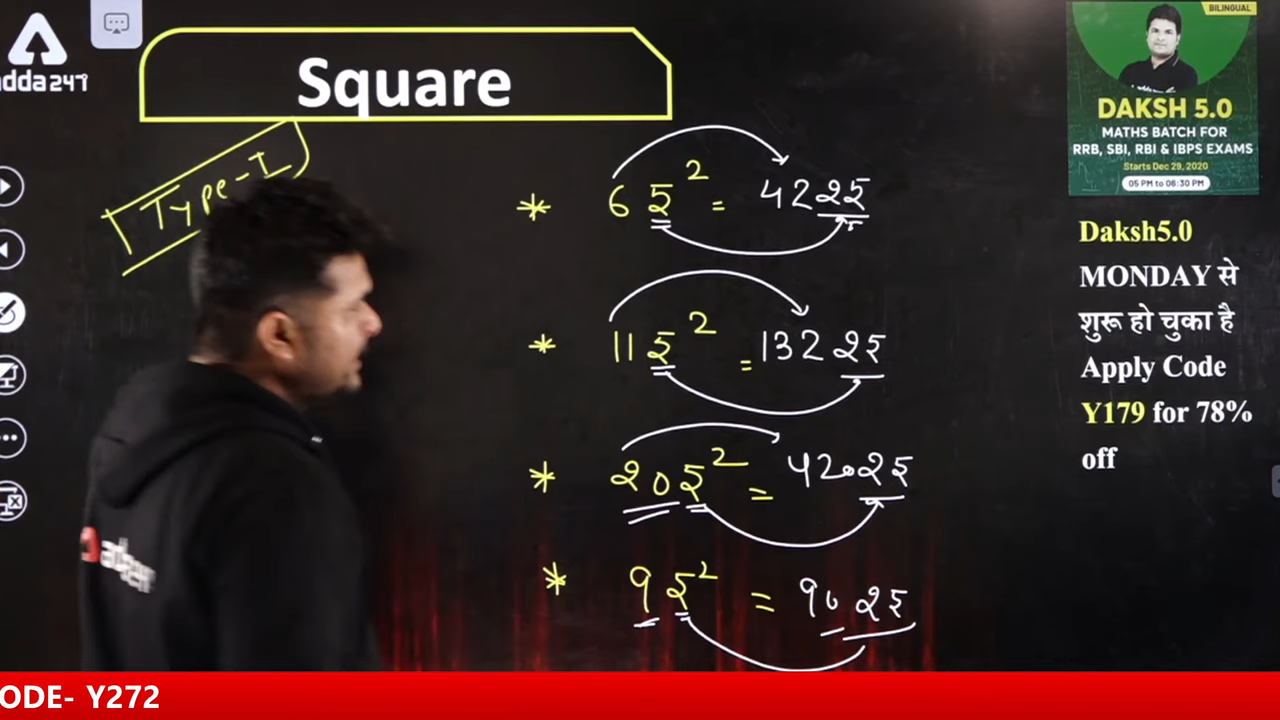 adda247
Square
Type-I
* 65² = 4225
* 115² = 13225
* 205² = 42025
* 95² = 9025
BILINGUAL
DAKSH 5.0
MATHS BATCH FOR
RRB, SBI, RBI & IBPS EXAMS
Starts Dec 29, 2020
05 PM to 06:30 PM
Daksh5.0
MONDAY से
शुरू हो चुका है
Apply Code
Y179 for 78%
off
ODE- Y272